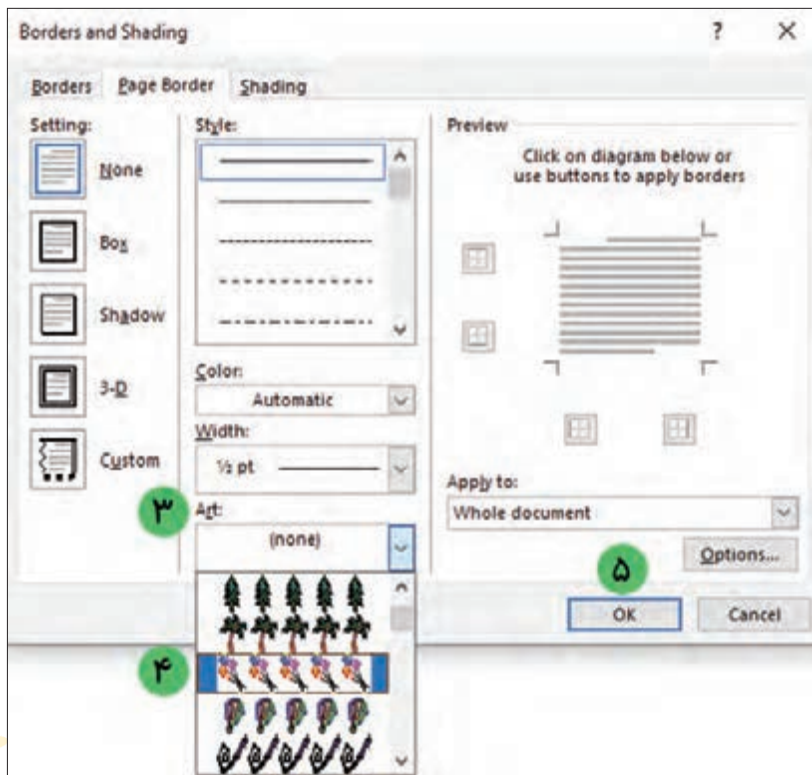 Borders and Shading
? X
Borders Page Border Shading
Setting:
None
Box
Shadow
3-D
Custom
Style:
Color:
Automatic
Width:
½ pt
۳
Art:
(none)
۴
Preview
Click on diagram below or
use buttons to apply borders
Apply to:
Whole document
Options...
۵
OK
Cancel